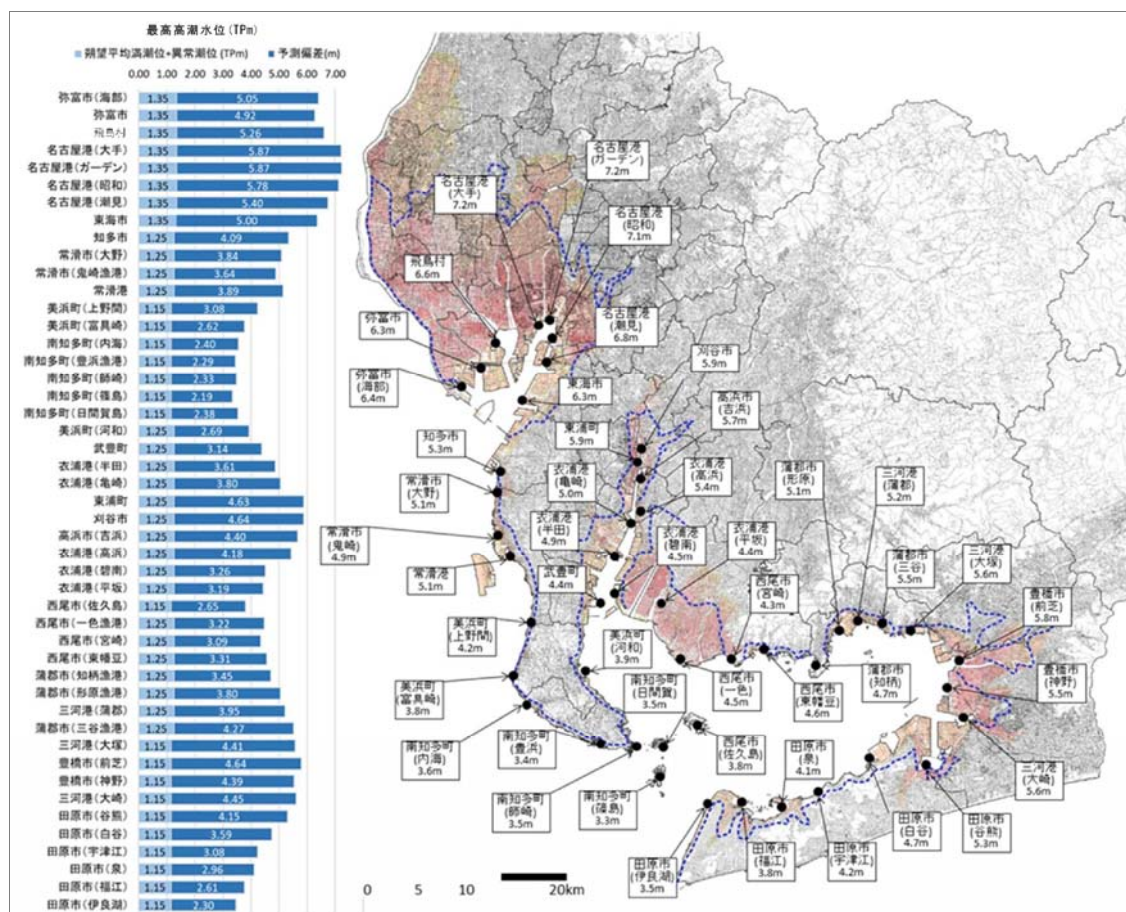 最高高潮水位(TPm)
朔望平均満潮位+異常潮位(TPm) 予測偏差(m)
0.00 1.00 2.00 3.00 4.00 5.00 6.00 7.00
弥富市(海部) 1.35 5.05
弥富市 1.35 4.92
飛島村 1.35 5.26
名古屋港(大手) 1.35 5.87
名古屋港(ガーデン) 1.35 5.87
名古屋港(昭和) 1.35 5.78
名古屋港(潮見) 1.35 5.40
東海市 1.35 5.00
知多市 1.25 4.09
常滑市(大野) 1.25 3.84
常滑市(鬼崎漁港) 1.25 3.64
常滑港 1.25 3.89
美浜町(上野間) 1.15 3.08
美浜町(富具崎) 1.15 2.62
南知多町(内海) 1.15 2.40
南知多町(豊浜漁港) 1.15 2.29
南知多町(師崎) 1.15 2.33
南知多町(篠島) 1.15 2.19
南知多町(日間賀島) 1.15 2.38
美浜町(河和) 1.25 2.69
武豊町 1.25 3.14
衣浦港(半田) 1.25 3.61
衣浦港(亀崎) 1.25 3.80
東浦町 1.25 4.63
刈谷市 1.25 4.64
高浜市(吉浜) 1.25 4.40
衣浦港(高浜) 1.25 4.18
衣浦港(碧南) 1.25 3.26
衣浦港(平坂) 1.25 3.19
西尾市(佐久島) 1.15 2.65
西尾市(一色漁港) 1.25 3.22
西尾市(宮崎) 1.25 3.09
西尾市(東幡豆) 1.25 3.31
蒲郡市(知柄漁港) 1.25 3.45
蒲郡市(形原漁港) 1.25 3.80
三河港(蒲郡) 1.25 3.95
蒲郡市(三谷漁港) 1.25 4.27
三河港(大塚) 1.15 4.41
豊橋市(前芝) 1.15 4.64
豊橋市(神野) 1.15 4.39
三河港(大崎) 1.15 4.45
田原市(谷熊) 1.15 4.15
田原市(白谷) 1.15 3.59
田原市(宇津江) 1.15 3.08
田原市(泉) 1.15 2.96
田原市(福江) 1.15 2.61
田原市(伊良湖) 1.15 2.30
名古屋港
(ガーデン)
7.2m
名古屋港
(大手)
7.2m
名古屋港
(昭和)
7.1m
飛島村
6.6m
名古屋港
(潮見)
6.8m
弥富市
6.3m
刈谷市
5.9m
弥富市
(海部)
6.4m
東海市
6.3m
高浜市
(吉浜)
5.7m
知多市
5.3m
東浦町
5.9m
衣浦港
(亀崎)
5.0m
衣浦港
(高浜)
5.4m
蒲郡市
(形原)
5.1m
三河港
(蒲郡)
5.2m
常滑市
(大野)
5.1m
衣浦港
(半田)
4.9m
衣浦港
(碧南)
4.5m
衣浦港
(平坂)
4.4m
蒲郡市
(三谷)
5.5m
三河港
(大塚)
5.6m
常滑市
(鬼崎)
4.9m
常滑港
5.1m
武豊町
4.4m
西尾市
(宮崎)
4.3m
豊橋市
(前芝)
5.8m
美浜町
(上野間)
4.2m
美浜町
(河和)
3.9m
南知多町
(日間賀)
3.5m
西尾市
(一色)
4.5m
西尾市
(東幡豆)
4.6m
蒲郡市
(知柄)
4.7m
豊橋市
(神野)
5.5m
美浜町
(富具崎)
3.8m
南知多町
(内海)
3.6m
南知多町
(豊浜)
3.4m
西尾市
(佐久島)
3.8m
田原市
(泉)
4.1m
三河港
(大崎)
5.6m
南知多町
(師崎)
3.5m
南知多町
(篠島)
3.3m
田原市
(伊良湖)
3.5m
田原市
(福江)
3.8m
田原市
(宇津江)
4.2m
田原市
(白谷)
4.7m
田原市
(谷熊)
5.3m
0 5 10 20km